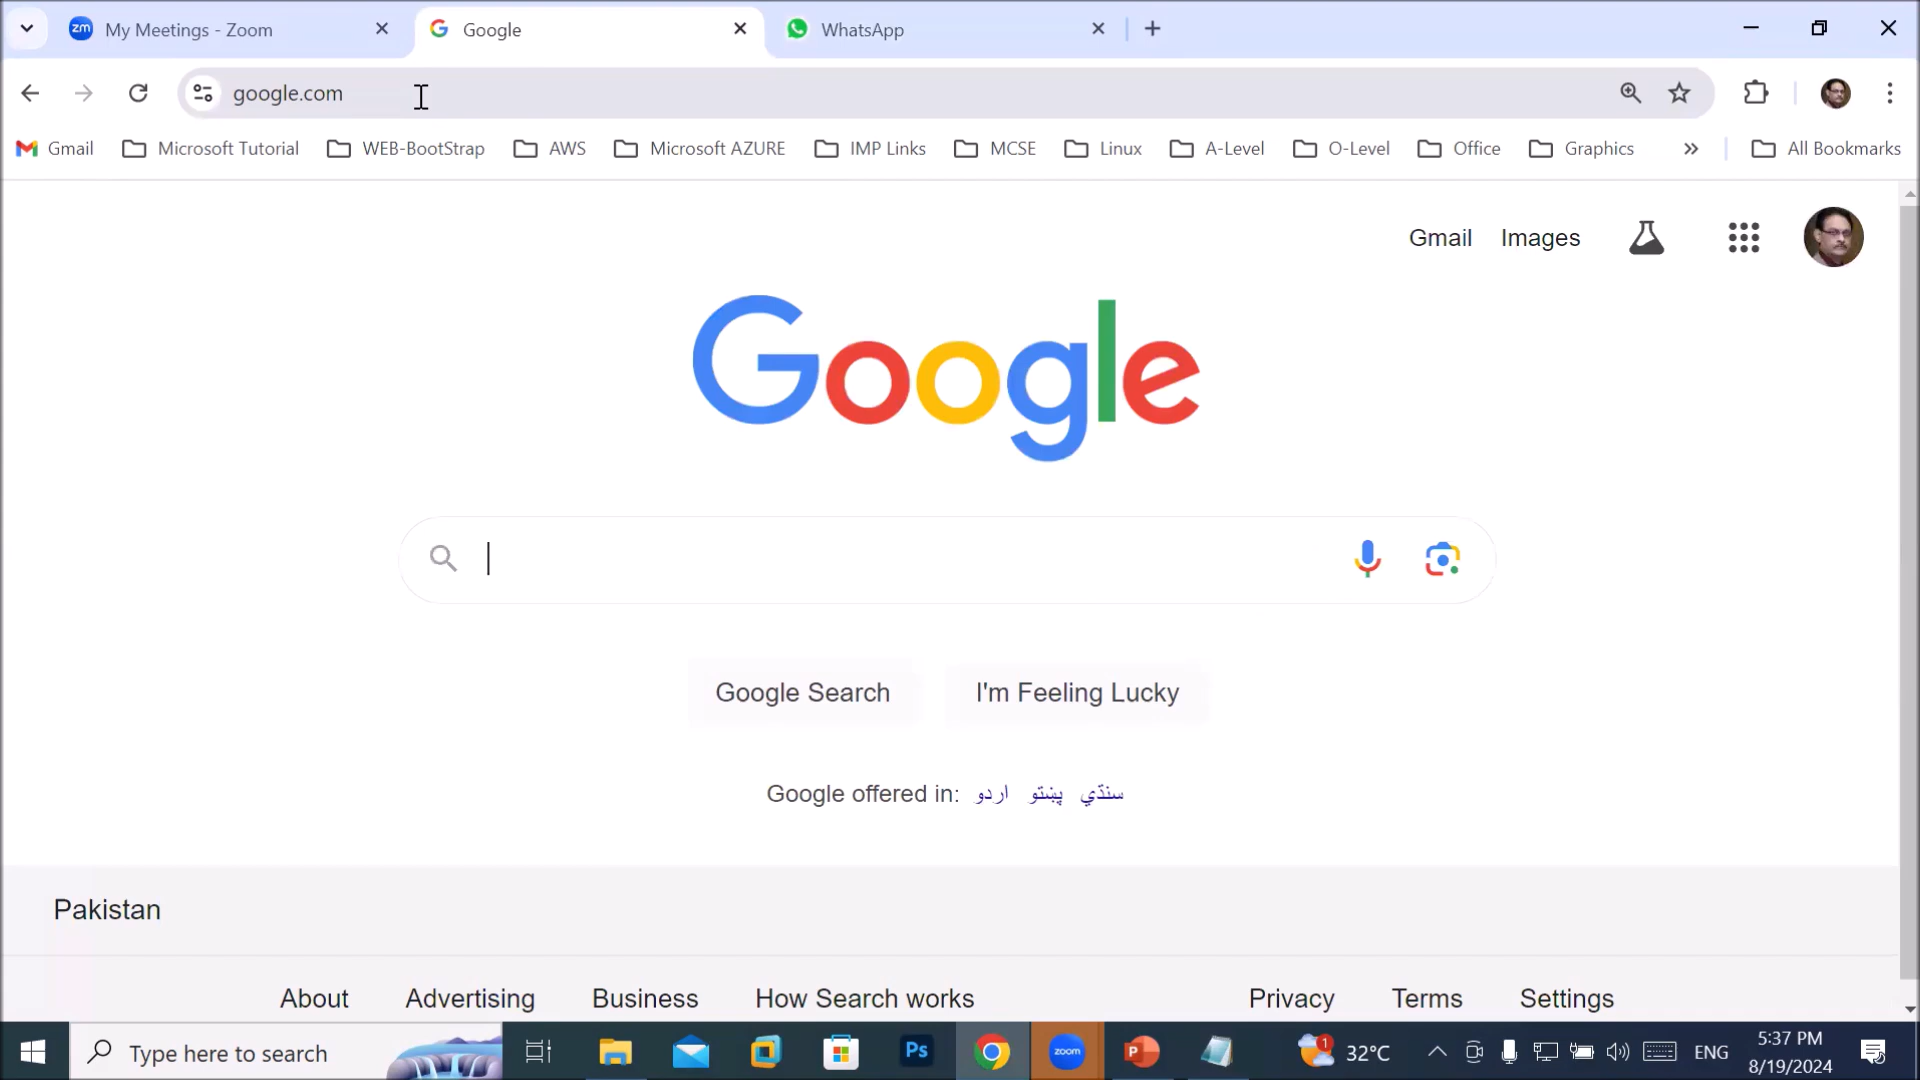 My Meetings - Zoom
Google
WhatsApp
google.com
Gmail
Microsoft Tutorial
WEB-BootStrap
AWS
Microsoft AZURE
IMP Links
MCSE
Linux
A-Level
O-Level
Office
Graphics
All Bookmarks
Gmail
Images
Google
Google Search
I'm Feeling Lucky
Google offered in: اردو پښتو سنڌي
Pakistan
About
Advertising
Business
How Search works
Privacy
Terms
Settings
Type here to search
Ps
zoom
1
32°C
ENG
5:37 PM
8/19/2024